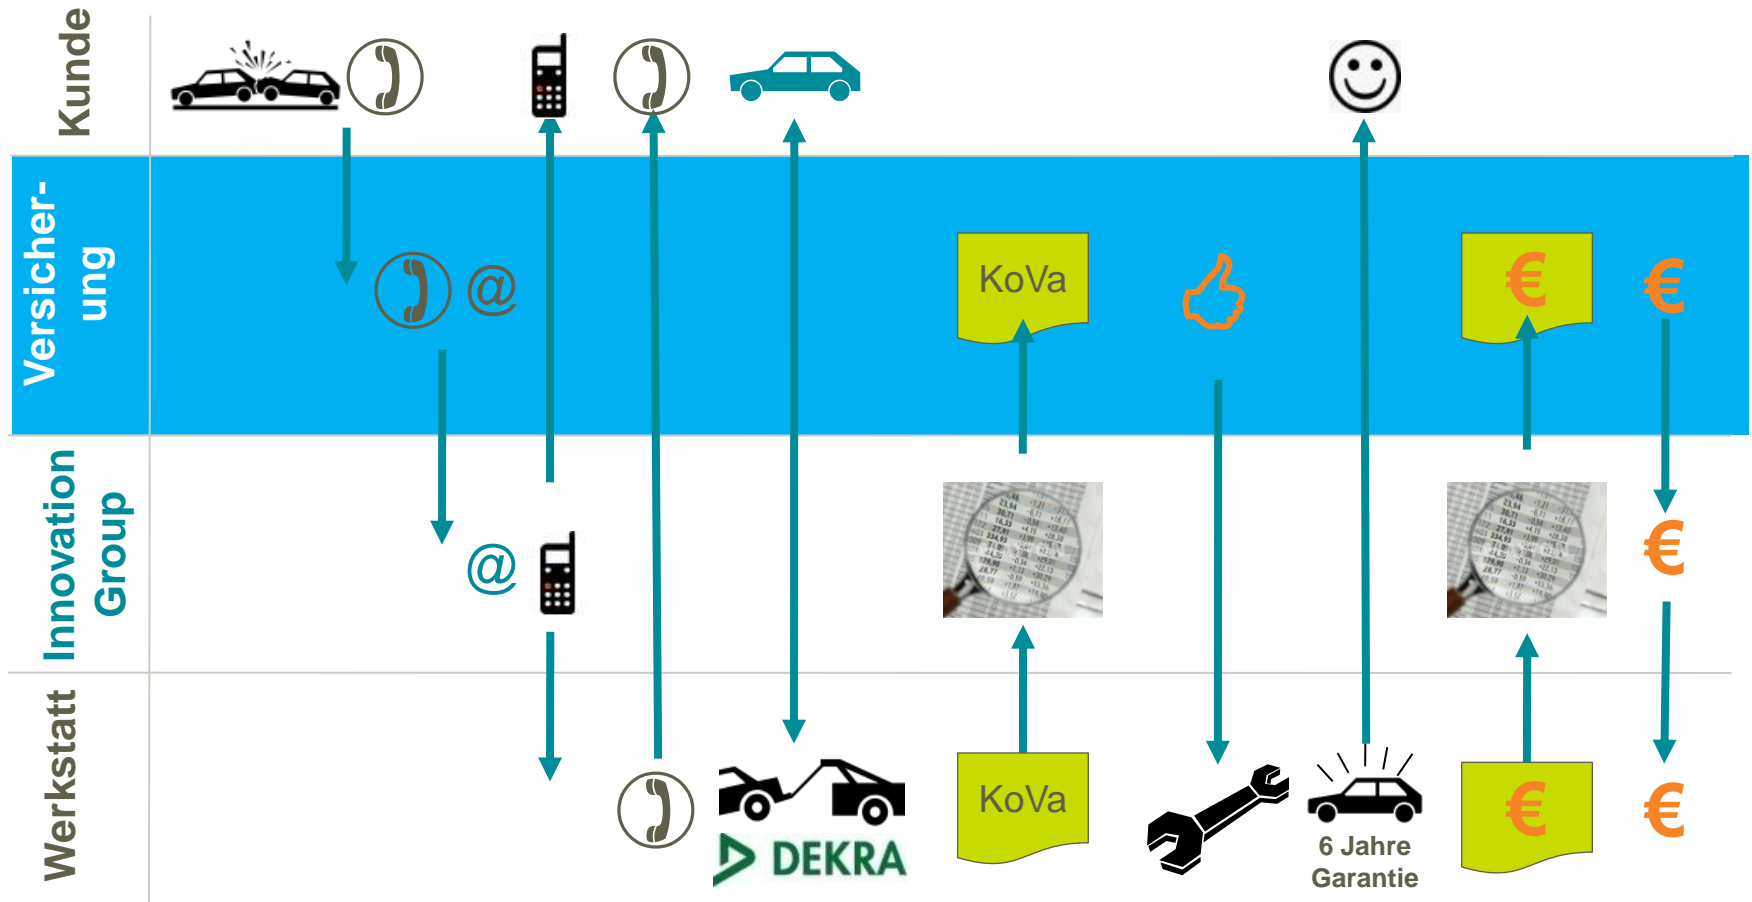 Kunde
Versicher-
ung
@
KoVa
€
€
Innovation
Group
@
€
Werkstatt
DEKRA
KoVa
6 Jahre
Garantie
€
€